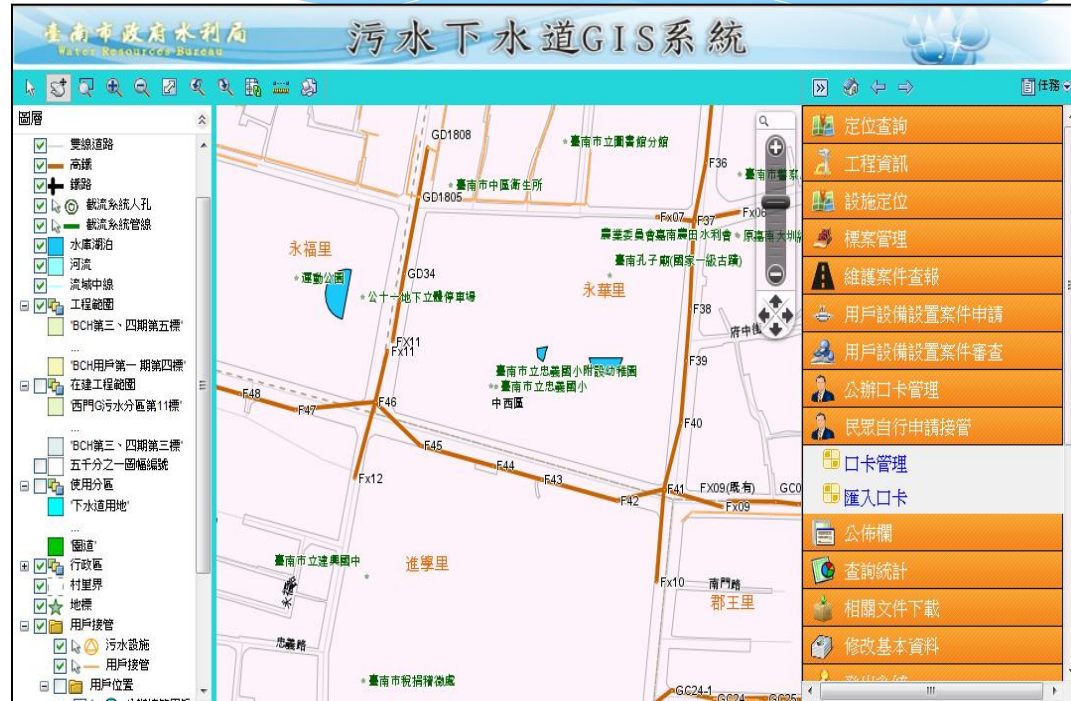 臺南市政府水利局
Water Resources Bureau
污水下水道GIS系統
任務
圖層
雙線道路
高鐵
鐵路
截流系統人孔
截流系統管線
水庫湖泊
河流
流域中線
工程範圍
'BCH第三、四期第五標'
...
'BCH用戶第一期第四標'
在建工程範圍
'西門G污水分區第11標'
...
'BCH第三、四期第三標'
五千分之一圖幅編號
使用分區
'下水道用地'
...
'園道'
行政區
村里界
地標
用戶接管
污水設施
用戶接管
用戶位置
GD1808
臺南市立圖書館分館
F36
臺南市中區衛生所
GD1805
Fx07
F37
Fx06
農業委員會嘉南農田水利會
永福里
臺南孔子廟(國家一級古蹟)
運動公園
GD34
永華里
公十一地下立體停車場
F38
府中街
FX11
Fx11
F39
臺南市立忠義國小附設幼稚園
臺南市立忠義國小
中西區
F48
F47
F46
F40
F45
F44
F43
F42
F41
FX09(既有)
GC0
Fx09
Fx12
臺南市立建興國中
進學里
Fx10
南門路
郡王里
忠義路
臺南市稅捐稽徵處
GC24-1
GC24
GC25
定位查詢
工程資訊
設施定位
標案管理
維護案件查報
用戶設備設置案件申請
用戶設備設置案件審查
公辦口卡管理
民眾自行申請接管
口卡管理
匯入口卡
公佈欄
查詢統計
相關文件下載
修改基本資料